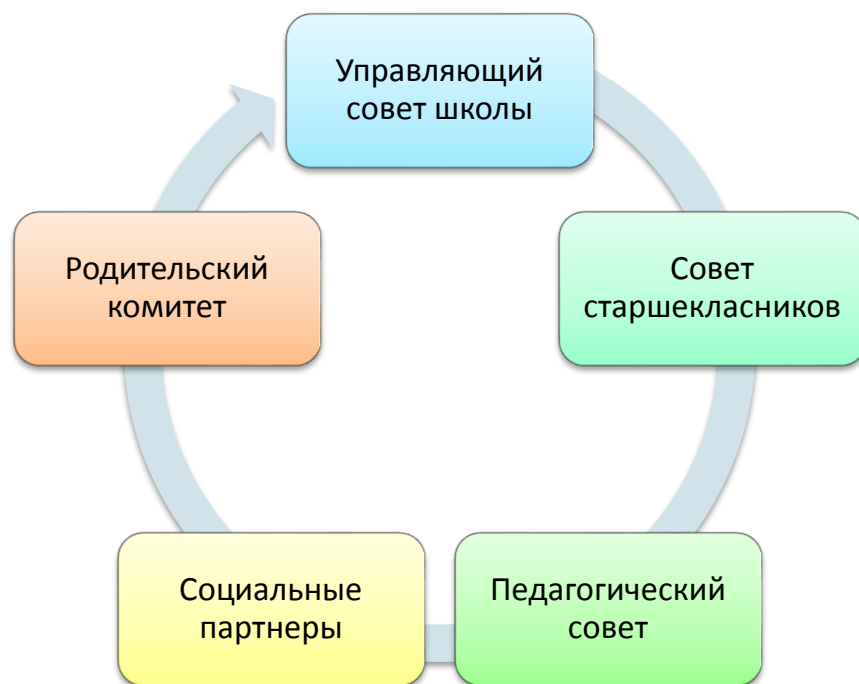 Управляющий
совет школы
Совет
старшекласников
Педагогический
совет
Социальные
партнеры
Родительский
комитет